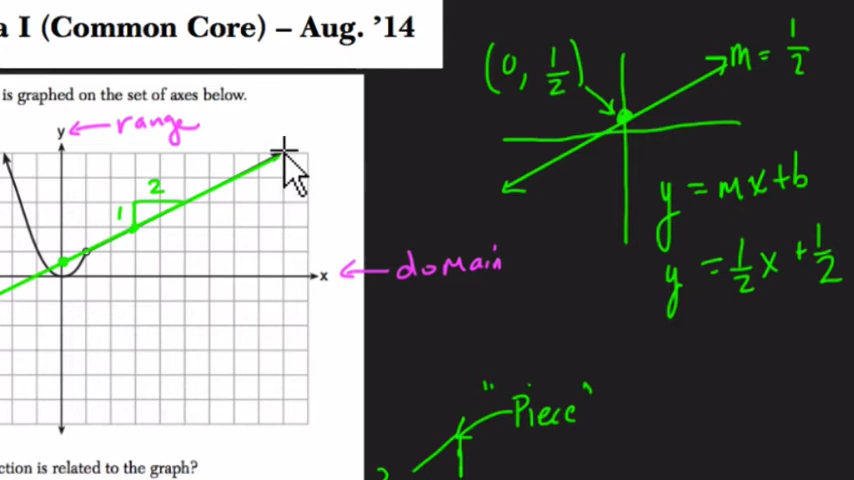 a I (Common Core) – Aug. ’14
is graphed on the set of axes below.
y
range
2
1
x
domain
(0, 1/2)
m = 1/2
y = mx+b
y = 1/2 x + 1/2
"Piece"
ction is related to the graph?